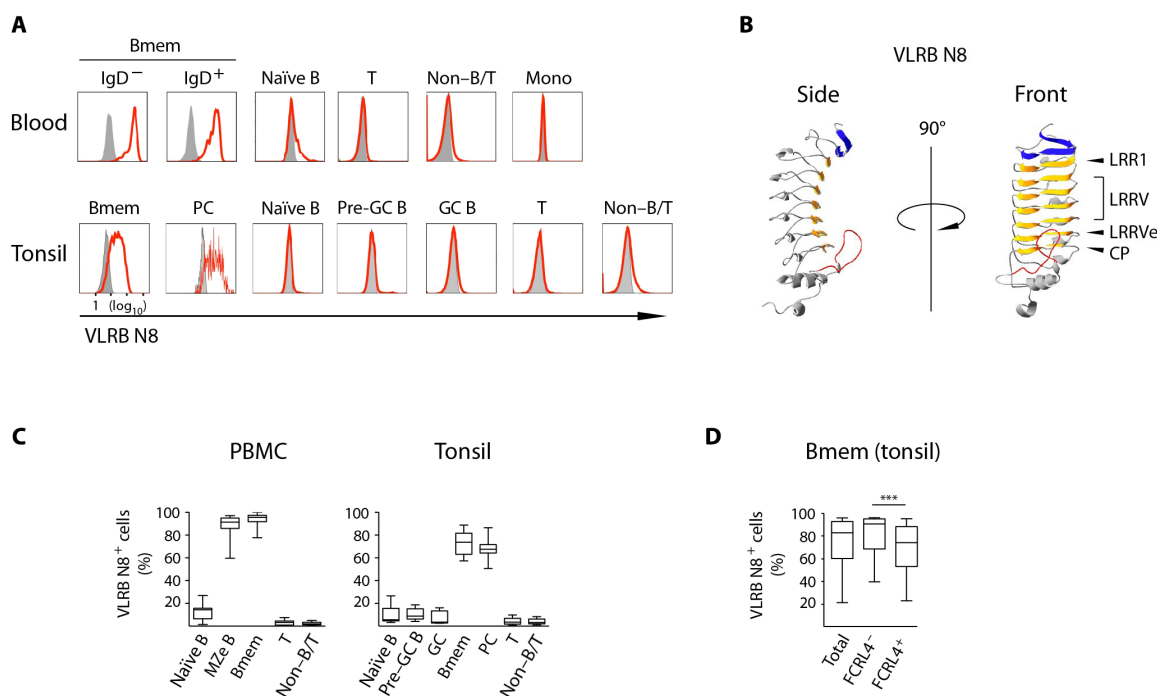 A
Bmem
IgD⁻ IgD⁺ Naïve B T Non–B/T Mono
Blood
Bmem PC Naïve B Pre-GC B GC B T Non–B/T
Tonsil
1 (log₁₀)
VLRB N8
B
VLRB N8
Side Front
90°
LRR1
LRRV
LRRVe
CP
C
PBMC Tonsil
VLRB N8⁺ cells
(%)
100
80
60
40
20
Naïve B
MZe B
Bmem
T
Non–B/T
100
80
60
40
20
Naïve B
Pre–GC B
GC
Bmem
PC
T
Non–B/T
D
Bmem (tonsil)
***
VLRB N8⁺ cells
(%)
100
80
60
40
20
Total
FCRL4⁻
FCRL4⁺